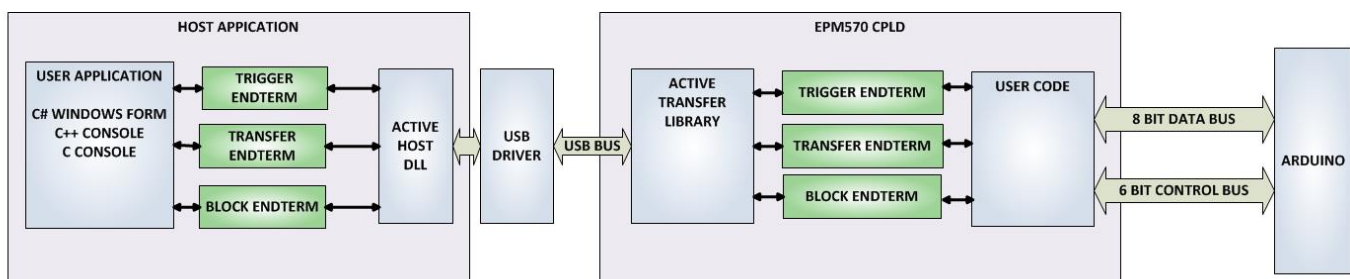 HOST APPICATION
USER APPLICATION
C# WINDOWS FORM
C++ CONSOLE
C CONSOLE
TRIGGER
ENDTERM
TRANSFER
ENDTERM
BLOCK ENDTERM
ACTIVE
HOST
DLL
USB
DRIVER
USB BUS
EPM570 CPLD
ACTIVE
TRANSFER
LIBRARY
TRIGGER ENDTERM
TRANSFER ENDTERM
BLOCK ENDTERM
USER CODE
8 BIT DATA BUS
6 BIT CONTROL BUS
ARDUINO